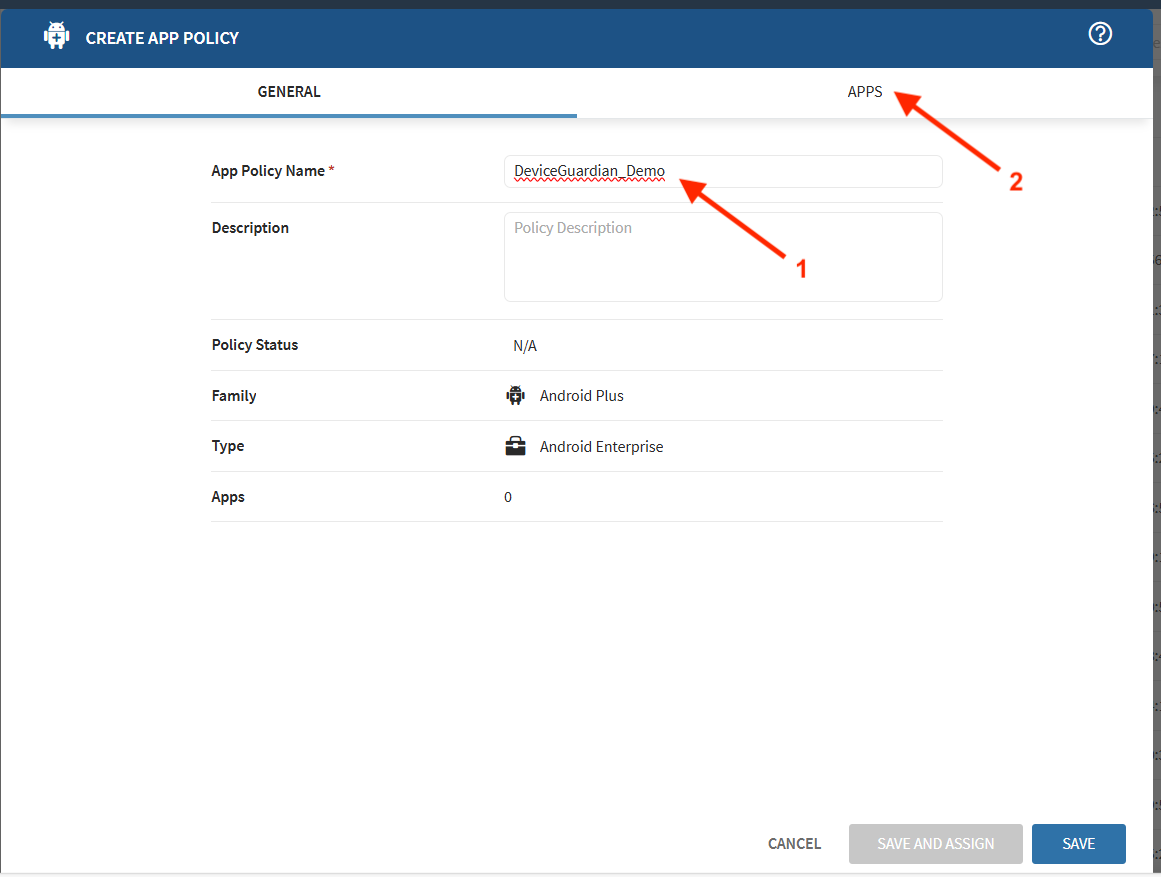 CREATE APP POLICY
GENERAL
APPS
App Policy Name *
DeviceGuardian_Demo
2
Description
Policy Description
1
Policy Status
N/A
Family
Android Plus
Type
Android Enterprise
Apps
0
CANCEL
SAVE AND ASSIGN
SAVE